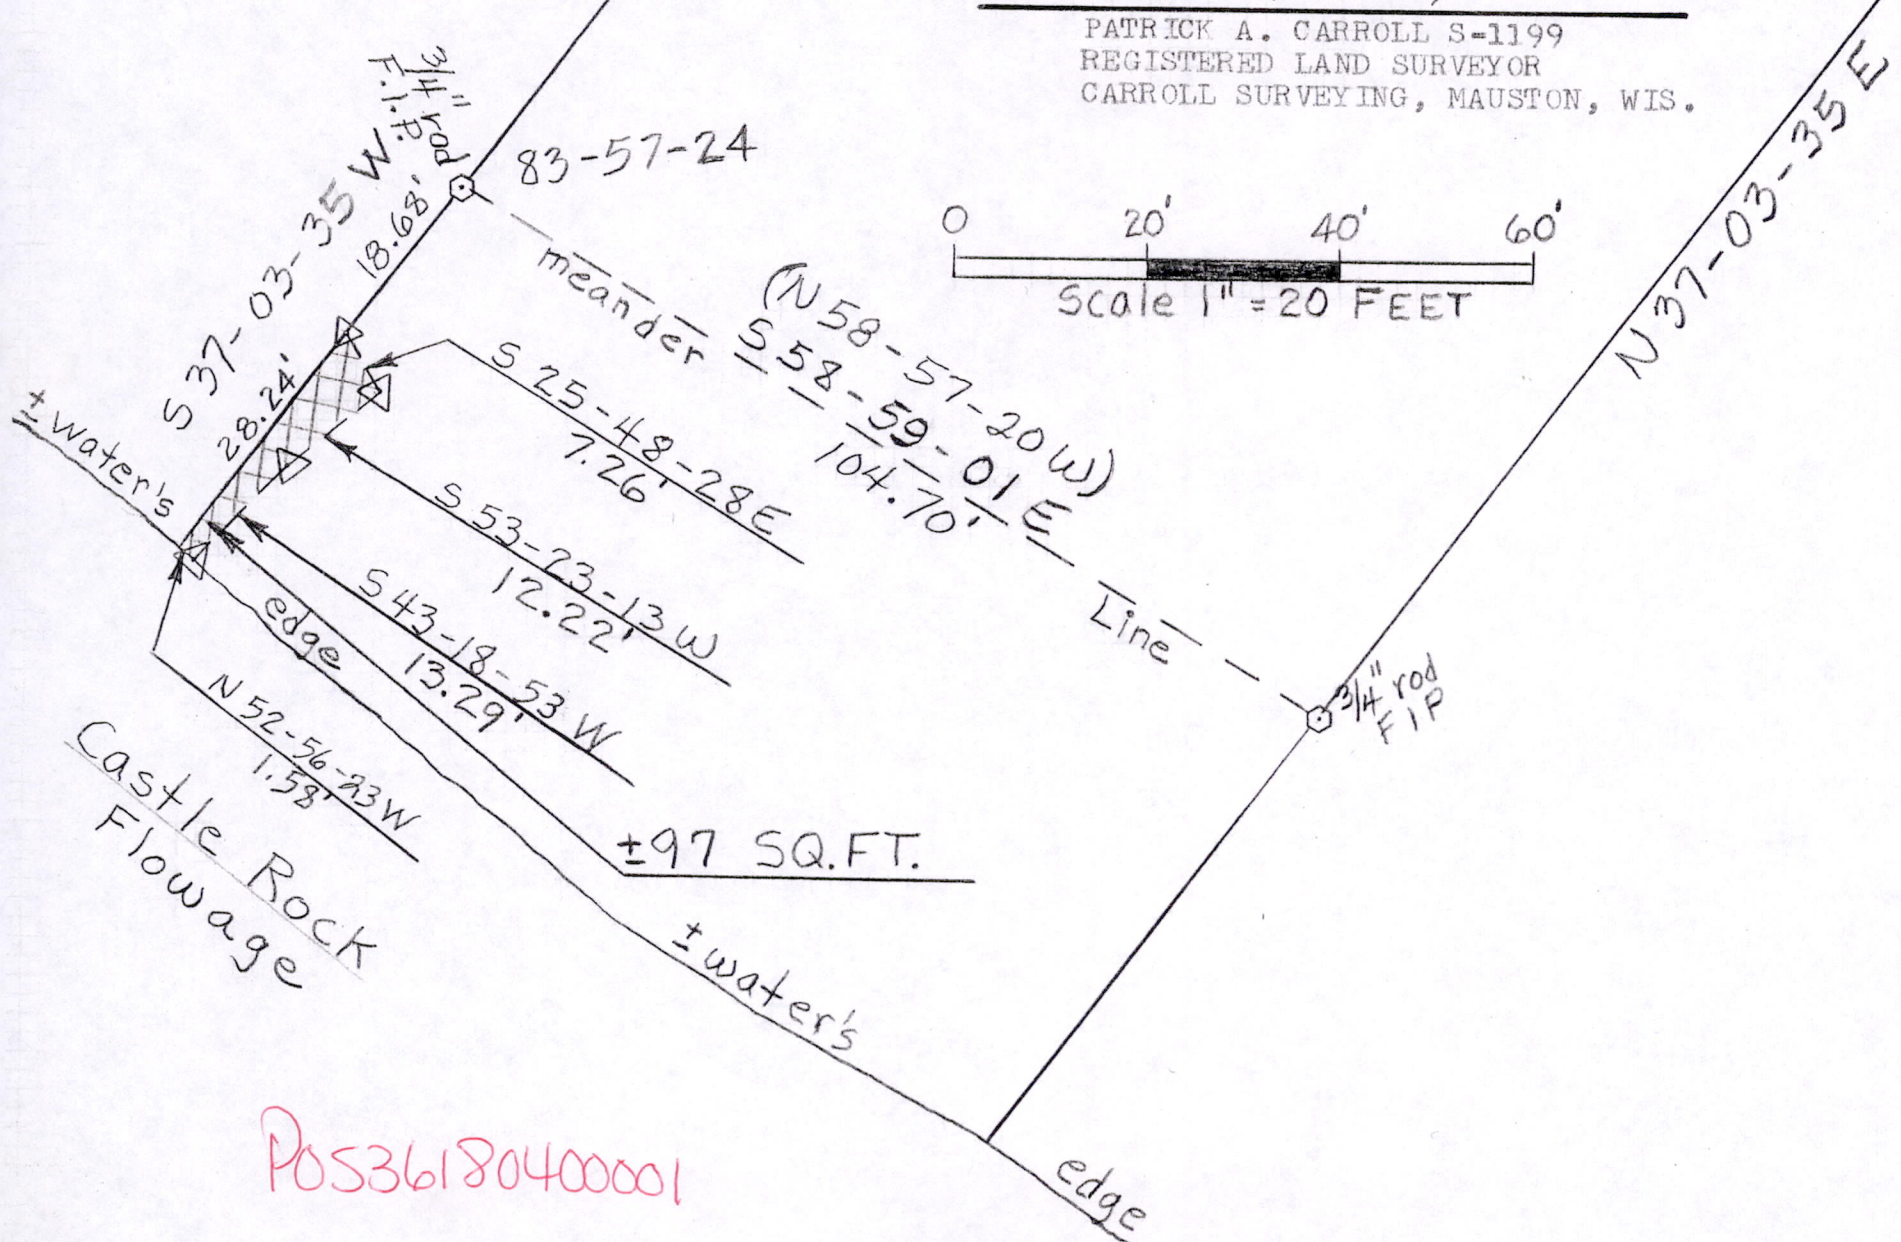 PATRICK A. CARROLL S-1199
REGISTERED LAND SURVEYOR
CARROLL SURVEYING, MAUSTON, WIS.
3/4" rod
F.I.P.
83-57-24
S 37-03-35 W
18.68'
28.24'
0 20' 40' 60'
Scale 1" = 20 FEET
N 37-03-35 E
meander
(N 58-57-20 W)
S 58-59-01 E
104.70'
Line
3/4" rod
F I P
S 25-48-28 E
7.26'
S 53-23-13 W
12.22'
S 43-18-53 W
13.29'
N 52-56-23 W
1.58'
± water's
edge
±97 SQ.FT.
Castle Rock
Flowage
± water's
edge
P0536180400001